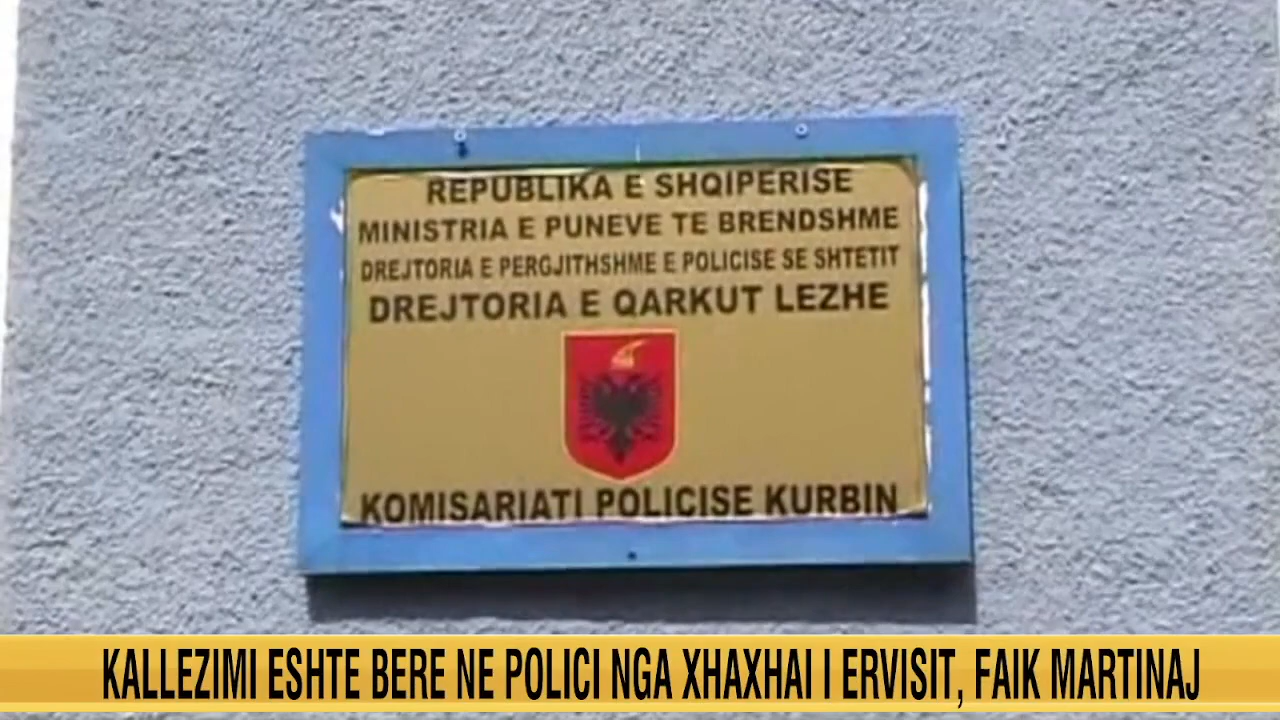 REPUBLIKA E SHQIPERISE
MINISTRIA E PUNEVE TE BRENDSHME
DREJTORIA E PERGJITHSHME E POLICISE SE SHTETIT
DREJTORIA E QARKUT LEZHE
KOMISARIATI POLICISE KURBIN
KALLEZIMI ESHTE BERE NE POLICI NGA XHAXHAI I ERVISIT, FAIK MARTINAJ